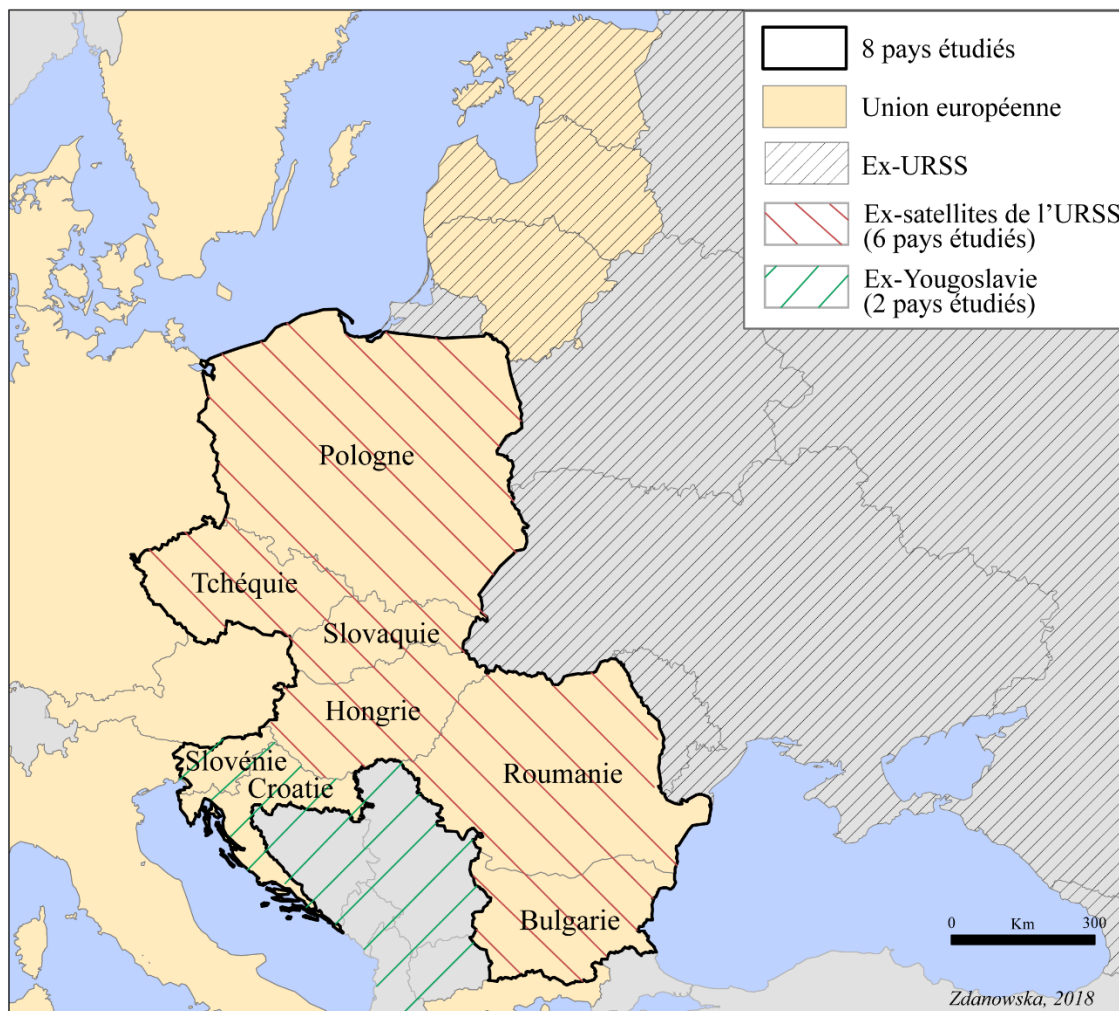 8 pays étudiés
Union européenne
Ex-URSS
Ex-satellites de l'URSS
(6 pays étudiés)
Ex-Yougoslavie
(2 pays étudiés)
Pologne
Tchéquie
Slovaquie
Hongrie
Slovénie
Croatie
Roumanie
Bulgarie
0 Km 300
Zdanowska, 2018